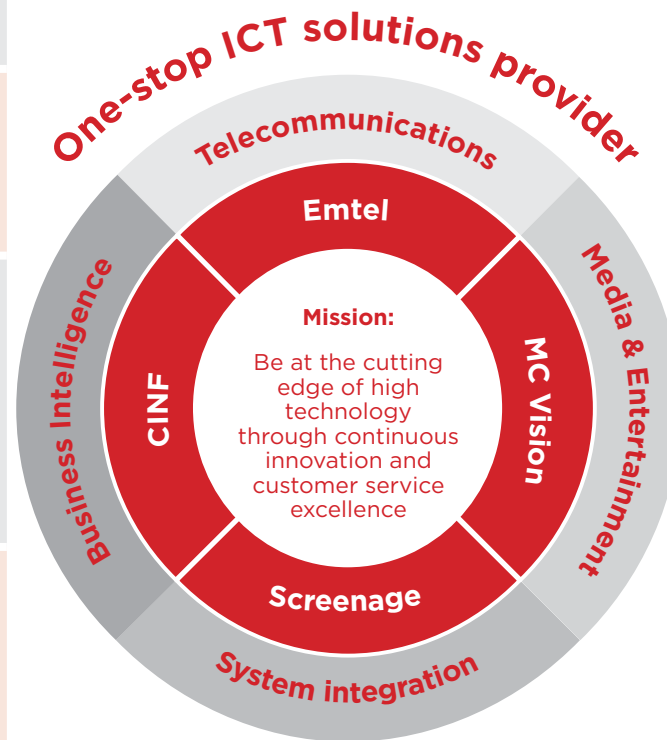 One-stop ICT solutions provider
Telecommunications
Emtel
Business Intelligence
CINF
Mission:
Be at the cutting
edge of high
technology
through continuous
innovation and
customer service
excellence
MC Vision
Media & Entertainment
Screenage
System integration